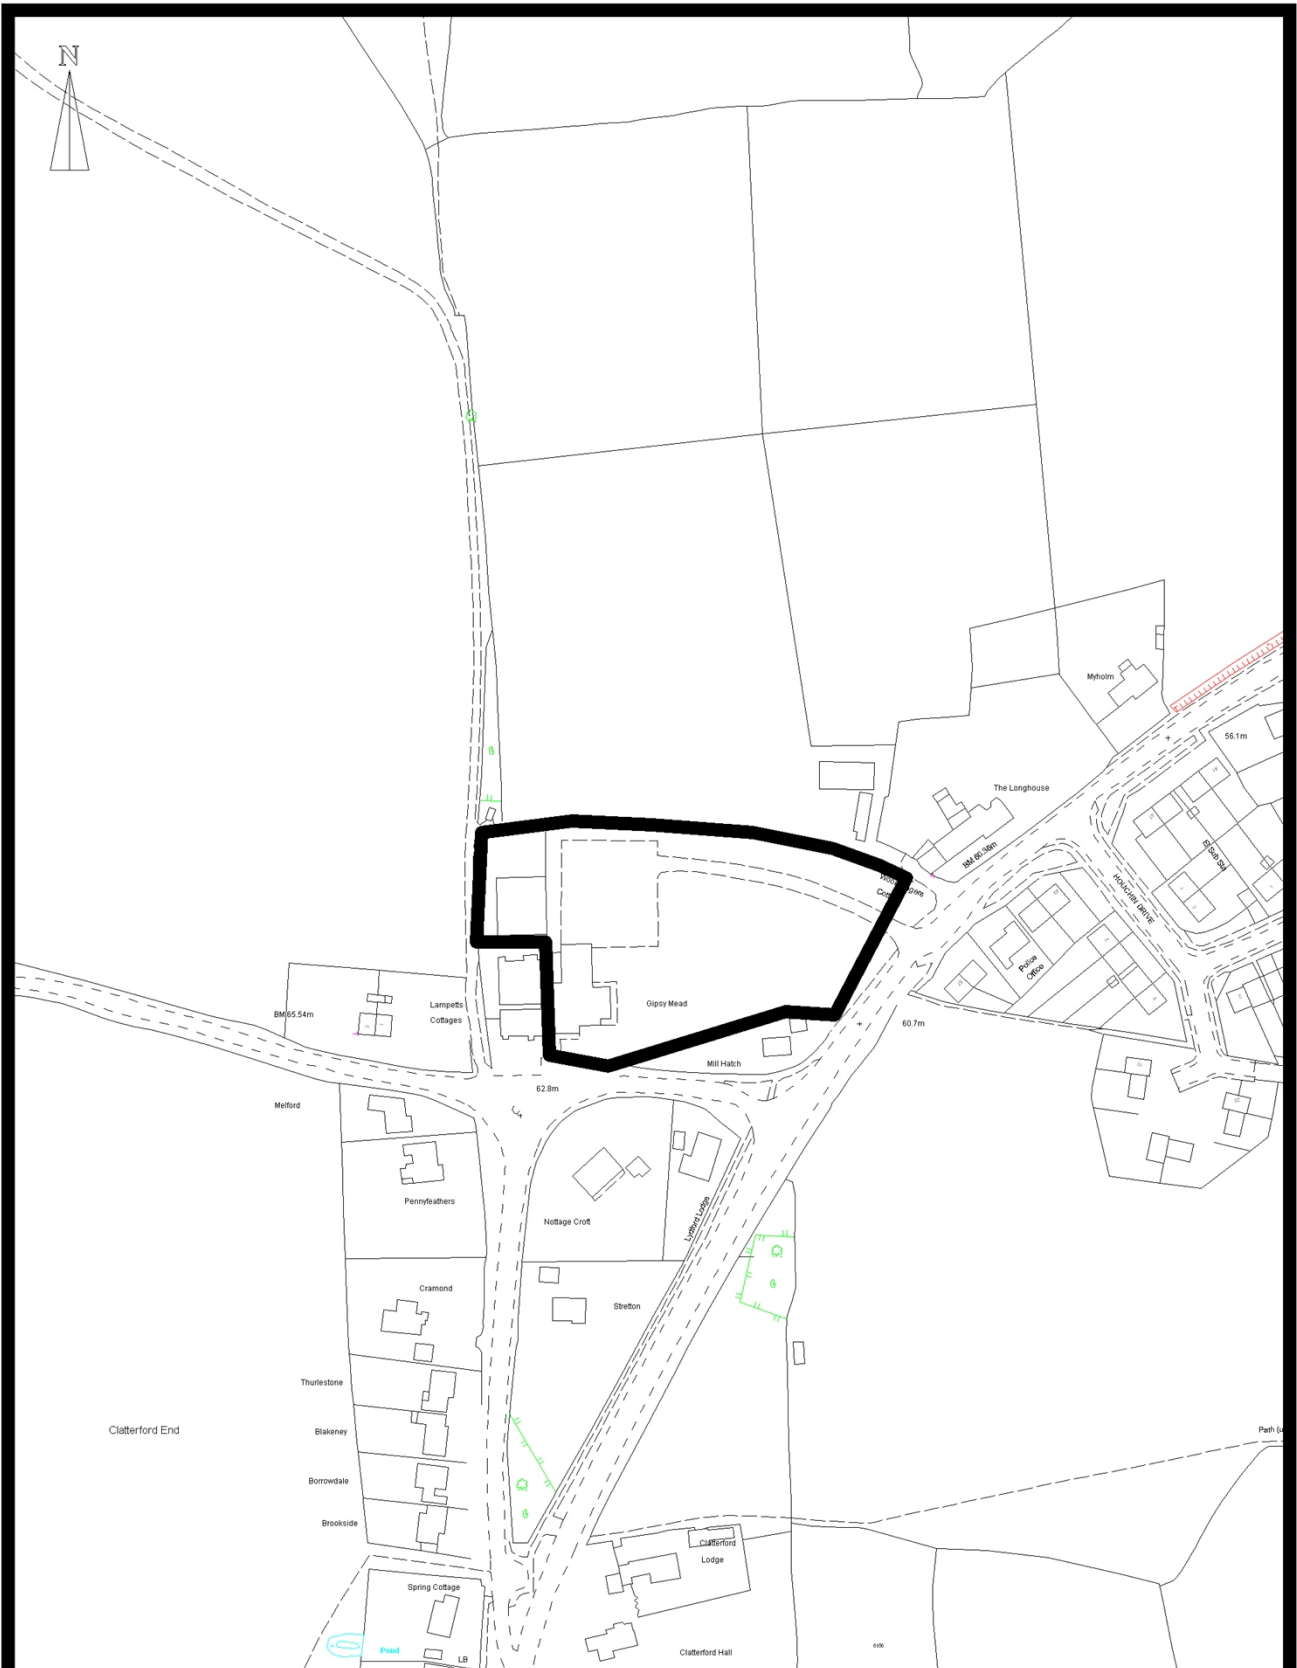 N
Myholm
56.1m
The Longhouse
BM 60.36m
El Sub Sta
HOUCHIN DRIVE
Police
Office
Lampetts
Cottages
BM 65.54m
Gipsy Mead
60.7m
Mill Hatch
62.8m
Melford
Pennyfeathers
Nottage Croft
Lydford Lodge
Cramond
Stretton
Thurlestone
Clatterford End
Blakeney
Path (u
Borrowdale
Brookside
Clatterford
Lodge
Spring Cottage
Pond
LB
Clatterford Hall